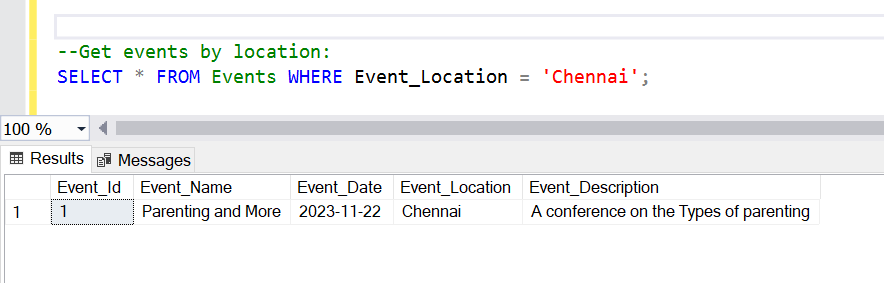 --Get events by location:
SELECT * FROM Events WHERE Event_Location = 'Chennai';
100 %
Results Messages
Event_Id Event_Name Event_Date Event_Location Event_Description
1 1 Parenting and More 2023-11-22 Chennai A conference on the Types of parenting